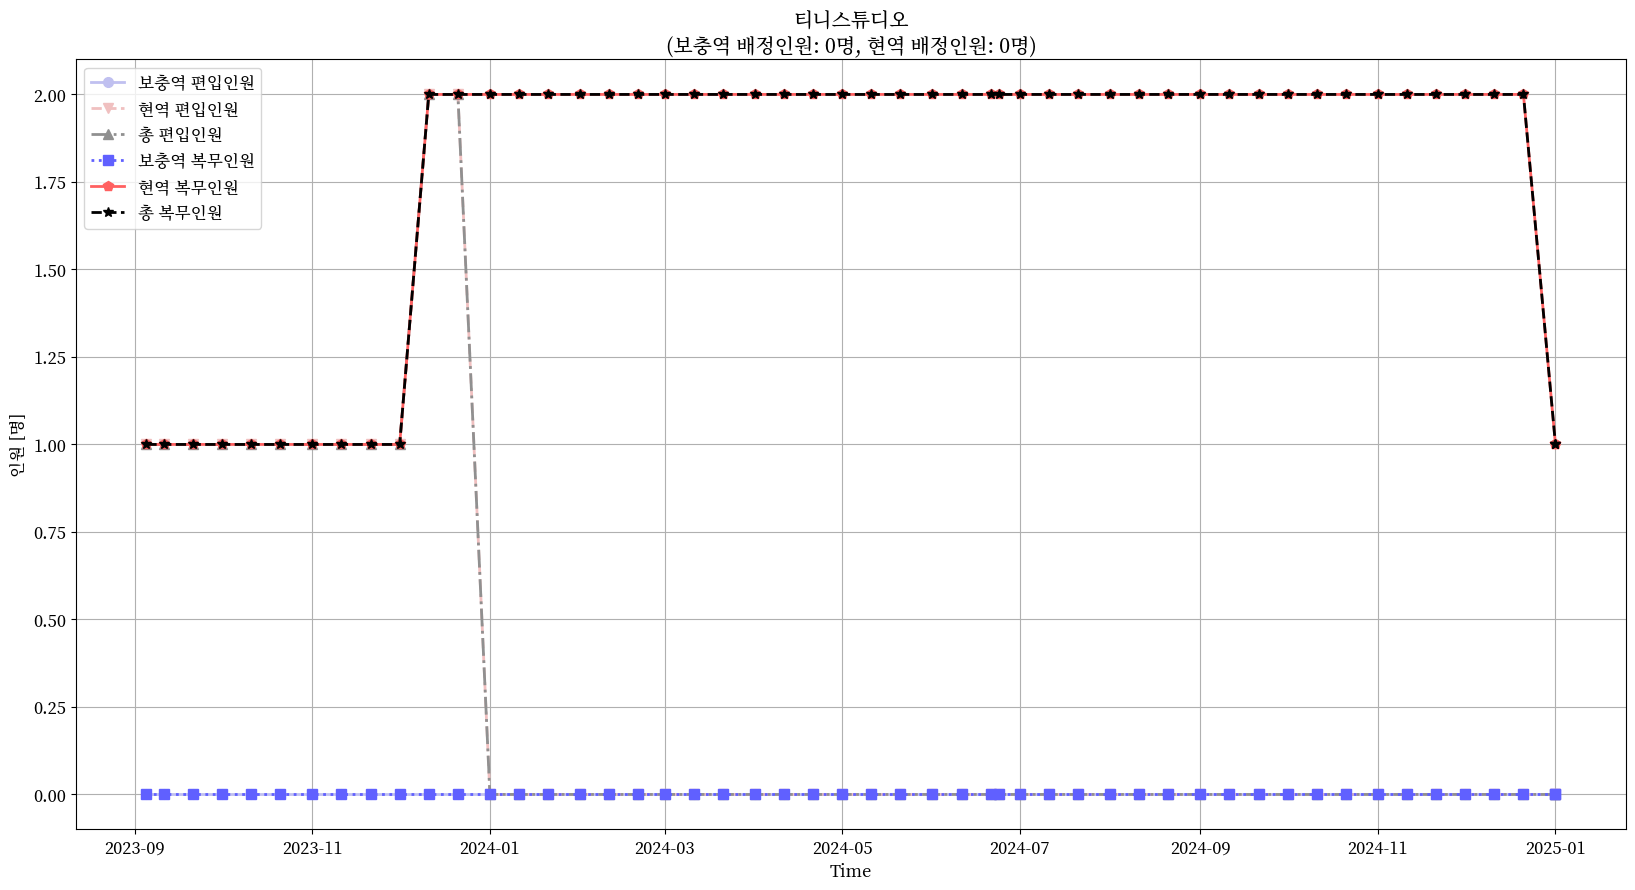 티니스튜디오
(보충역 배정인원: 0명, 현역 배정인원: 0명)
보충역 편입인원
현역 편입인원
총 편입인원
보충역 복무인원
현역 복무인원
총 복무인원
2.00
1.75
1.50
1.25
1.00
0.75
0.50
0.25
0.00
인원 [명]
2023-09 2023-11 2024-01 2024-03 2024-05 2024-07 2024-09 2024-11 2025-01
Time